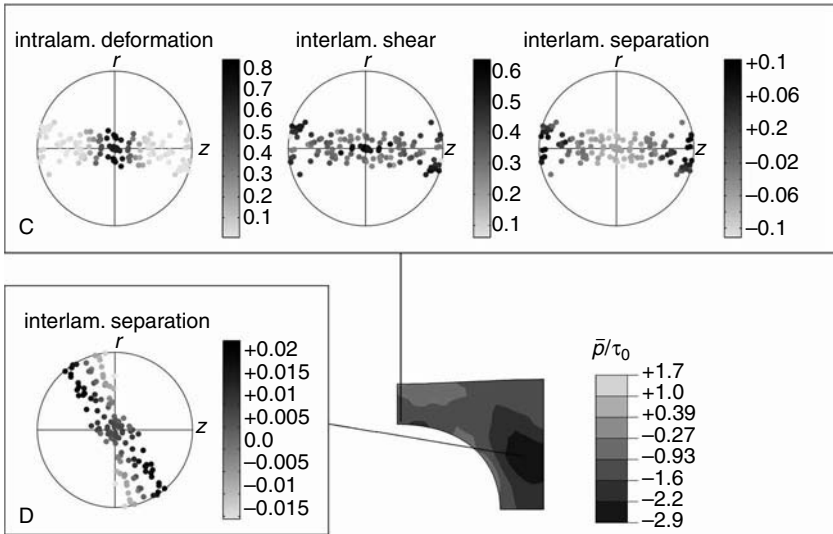 intralam. deformation
r
z
0.8
0.7
0.6
0.5
0.4
0.3
0.2
0.1
interlam. shear
r
z
0.6
0.5
0.4
0.3
0.2
0.1
interlam. separation
r
z
+0.1
+0.06
+0.2
−0.02
−0.06
−0.1
C
interlam. separation
r
z
+0.02
+0.015
+0.01
+0.005
0.0
−0.005
−0.01
−0.015
D
p̄/τ0
+1.7
+1.0
+0.39
−0.27
−0.93
−1.6
−2.2
−2.9